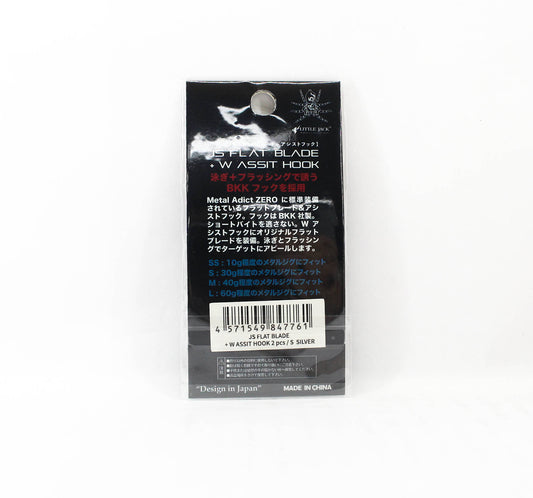 LITTLE JACK
アシストフック]
JS FLAT BLADE
+ W ASSIT HOOK
泳ぎ+フラッシングで誘う
BKK フックを採用
Metal Adict ZERO に標準装備
されているフラットブレード&アシ
ストフック。フックは BKK 社製。
ショートバイトを逃さない。W ア
シストフックにオリジナルフラット
ブレードを装備。泳ぎとフラッシン
グでターゲットにアピールします。
SS : 10g程度のメタルジグにフィット
S : 30g程度のメタルジグにフィット
M : 40g程度のメタルジグにフィット
L : 60g程度のメタルジグにフィット
4 571549 847761
JS FLAT BLADE
+ W ASSIT HOOK 2 pcs / S SILVER
"Design in Japan" MADE IN CHINA